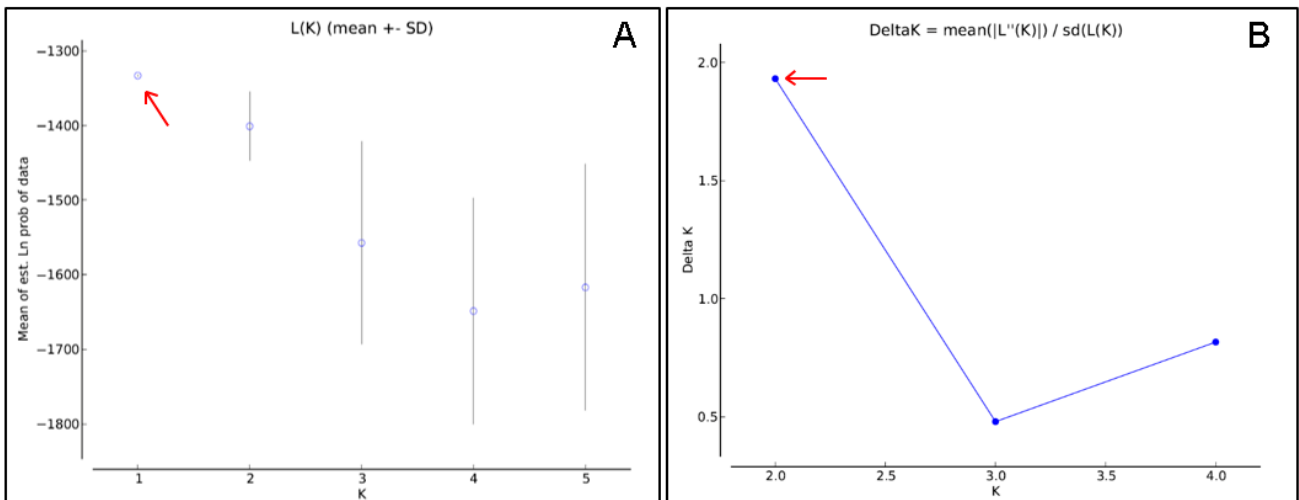 L(K) (mean +- SD)
A
Mean of est. Ln prob of data
−1300
−1400
−1500
−1600
−1700
−1800
1
2
3
4
5
K
DeltaK = mean(|L''(K)|) / sd(L(K))
B
Delta K
2.0
1.5
1.0
0.5
2.0
2.5
3.0
3.5
4.0
K